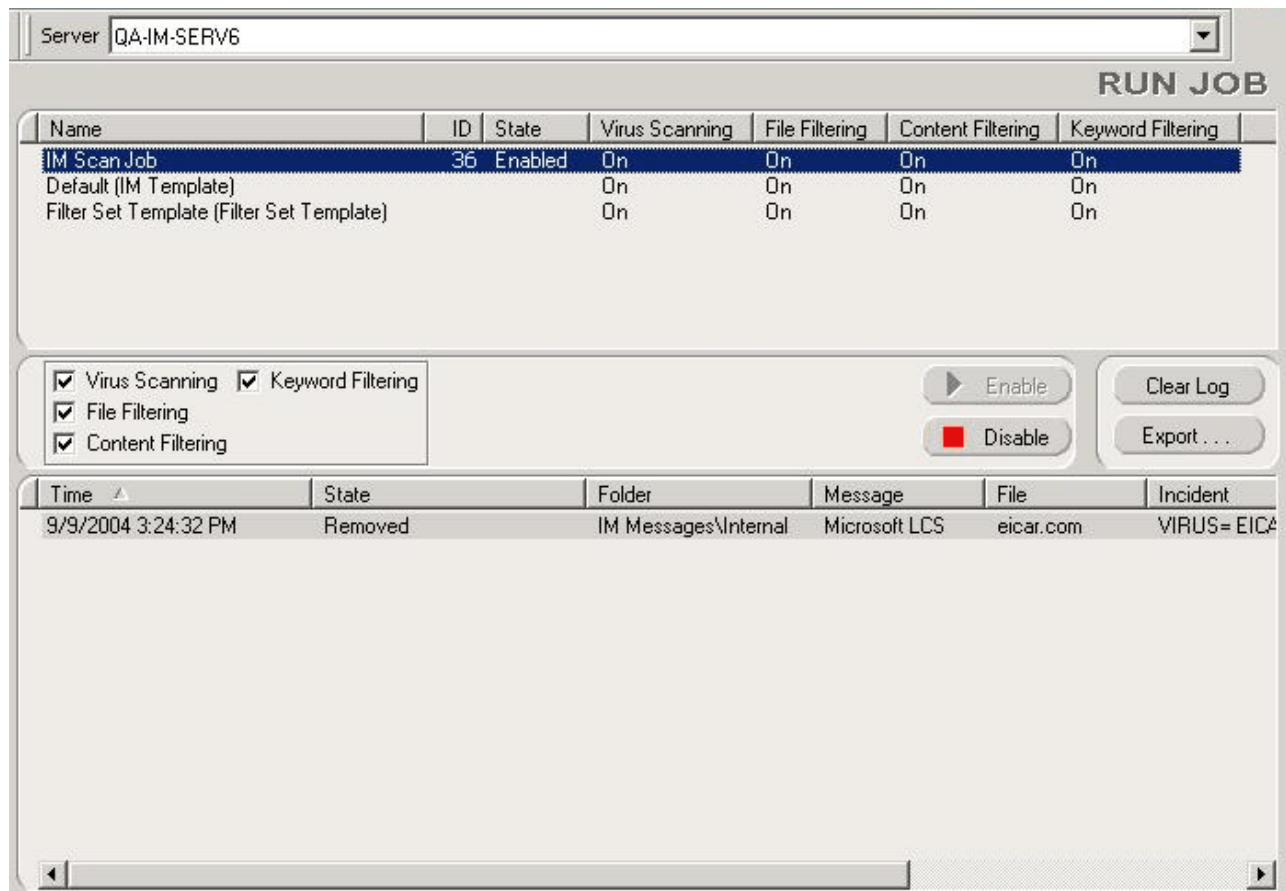 Server QA-IM-SERV6
RUN JOB
Name ID State Virus Scanning File Filtering Content Filtering Keyword Filtering
IM Scan Job 36 Enabled On On On On
Default (IM Template) On On On On
Filter Set Template (Filter Set Template) On On On On
Virus Scanning Keyword Filtering
File Filtering
Content Filtering
Enable
Disable
Clear Log
Export . . .
Time State Folder Message File Incident
9/9/2004 3:24:32 PM Removed IM Messages\Internal Microsoft LCS eicar.com VIRUS= EICA